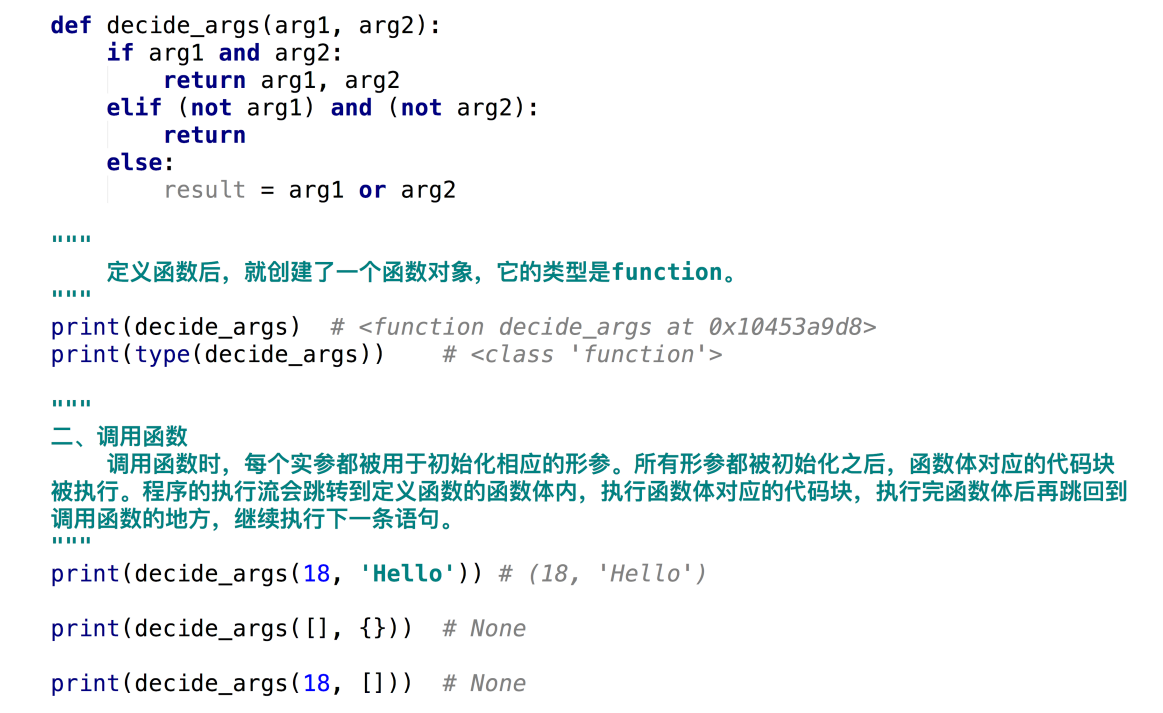 def decide_args(arg1, arg2):
    if arg1 and arg2:
        return arg1, arg2
    elif (not arg1) and (not arg2):
        return
    else:
        result = arg1 or arg2
"""
    定义函数后，就创建了一个函数对象，它的类型是function。
"""
print(decide_args)  # <function decide_args at 0x10453a9d8>
print(type(decide_args))    # <class 'function'>
"""
二、调用函数
    调用函数时，每个实参都被用于初始化相应的形参。所有形参都被初始化之后，函数体对应的代码块
被执行。程序的执行流会跳转到定义函数的函数体内，执行函数体对应的代码块，执行完函数体后再跳回到
调用函数的地方，继续执行下一条语句。
"""
print(decide_args(18, 'Hello')) # (18, 'Hello')
print(decide_args([], {}))  # None
print(decide_args(18, []))  # None